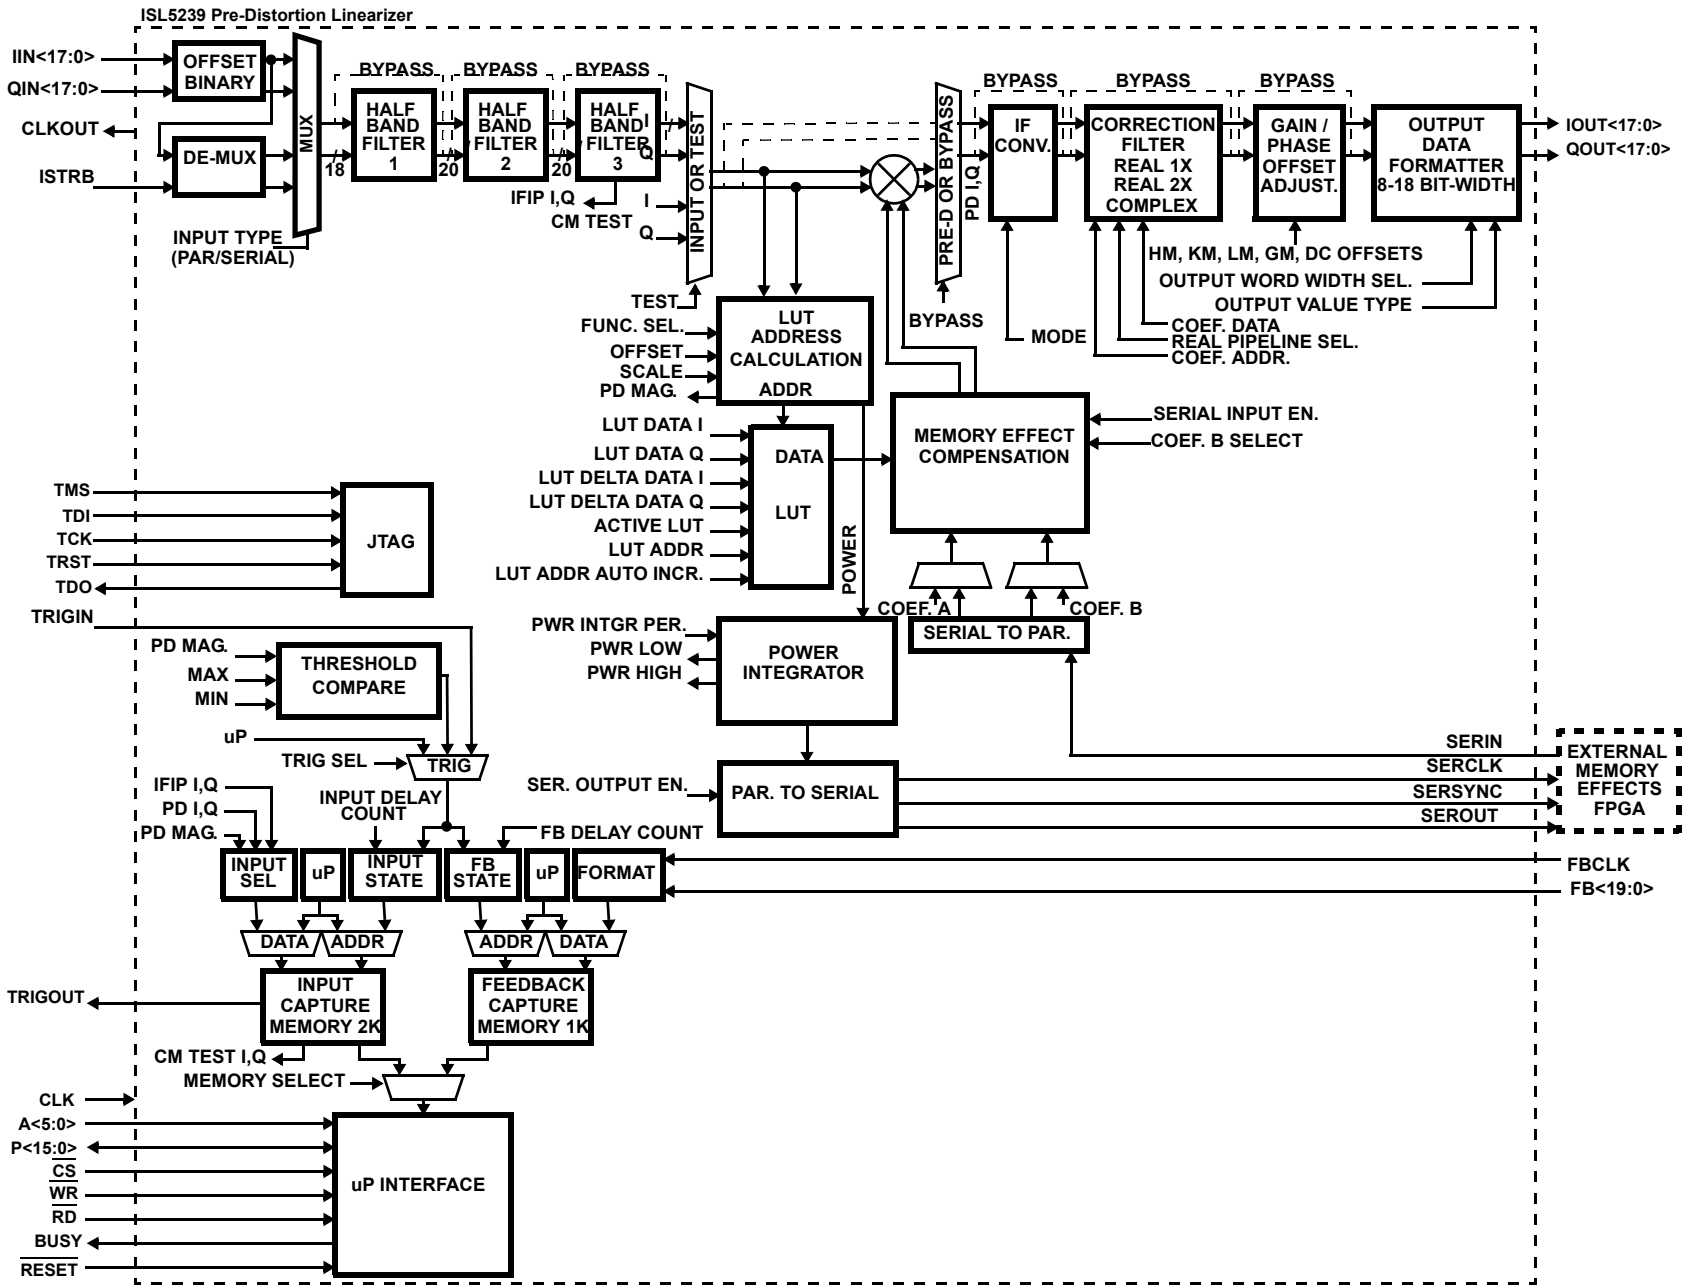 ISL5239 Pre-Distortion Linearizer
IIN<17:0>
QIN<17:0>
CLKOUT
ISTRB
OFFSET
BINARY
DE-MUX
MUX
INPUT TYPE
(PAR/SERIAL)
BYPASS
HALF
BAND
FILTER
1
18
BYPASS
HALF
BAND
FILTER
2
20
BYPASS
HALF
BAND
FILTER
3
20
I
Q
IFIP I,Q
CM TEST
I
Q
INPUT OR TEST
TEST
PRE-D OR BYPASS
BYPASS
PD I,Q
BYPASS
IF
CONV.
MODE
BYPASS
CORRECTION
FILTER
REAL 1X
REAL 2X
COMPLEX
BYPASS
GAIN /
PHASE
OFFSET
ADJUST.
OUTPUT
DATA
FORMATTER
8-18 BIT-WIDTH
IOUT<17:0>
QOUT<17:0>
HM, KM, LM, GM, DC OFFSETS
OUTPUT WORD WIDTH SEL.
OUTPUT VALUE TYPE
COEF. DATA
REAL PIPELINE SEL.
COEF. ADDR.
FUNC. SEL.
OFFSET
SCALE
PD MAG.
LUT
ADDRESS
CALCULATION
ADDR
LUT DATA I
LUT DATA Q
LUT DELTA DATA I
LUT DELTA DATA Q
ACTIVE LUT
LUT ADDR
LUT ADDR AUTO INCR.
DATA
LUT
POWER
MEMORY EFFECT
COMPENSATION
SERIAL INPUT EN.
COEF. B SELECT
COEF. A
COEF. B
SERIAL TO PAR.
TMS
TDI
TCK
TRST
TDO
JTAG
TRIGIN
PD MAG.
MAX
MIN
THRESHOLD
COMPARE
uP
TRIG SEL
TRIG
PWR INTGR PER.
PWR LOW
PWR HIGH
POWER
INTEGRATOR
SER. OUTPUT EN.
PAR. TO SERIAL
SERIN
SERCLK
SERSYNC
SEROUT
EXTERNAL
MEMORY
EFFECTS
FPGA
IFIP I,Q
PD I,Q
PD MAG.
INPUT DELAY
COUNT
FB DELAY COUNT
INPUT
SEL
uP
INPUT
STATE
FB
STATE
uP
FORMAT
FBCLK
FB<19:0>
DATA
ADDR
ADDR
DATA
TRIGOUT
INPUT
CAPTURE
MEMORY 2K
FEEDBACK
CAPTURE
MEMORY 1K
CM TEST I,Q
MEMORY SELECT
CLK
A<5:0>
P<15:0>
CS
WR
RD
BUSY
RESET
uP INTERFACE